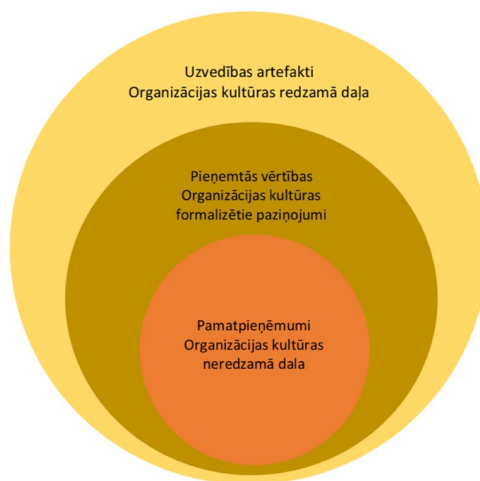 Uzvedības artefakti
Organizācijas kultūras redzamā daļa
Pieņemtās vērtības
Organizācijas kultūras
formalizētie paziņojumi
Pamatpieņēmumi
Organizācijas kultūras
neredzamā dala